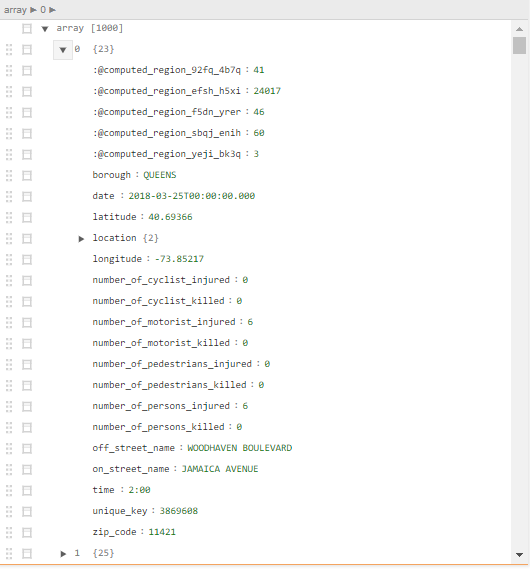 array ▶ 0 ▶
▼ array [1000]
▼ 0 {23}
:@computed_region_92fq_4b7q : 41
:@computed_region_efsh_h5xi : 24017
:@computed_region_f5dn_yrer : 46
:@computed_region_sbqj_enih : 60
:@computed_region_yeji_bk3q : 3
borough : QUEENS
date : 2018-03-25T00:00:00.000
latitude : 40.69366
▶ location {2}
longitude : -73.85217
number_of_cyclist_injured : 0
number_of_cyclist_killed : 0
number_of_motorist_injured : 6
number_of_motorist_killed : 0
number_of_pedestrians_injured : 0
number_of_pedestrians_killed : 0
number_of_persons_injured : 6
number_of_persons_killed : 0
off_street_name : WOODHAVEN BOULEVARD
on_street_name : JAMAICA AVENUE
time : 2:00
unique_key : 3869608
zip_code : 11421
▶ 1 {25}